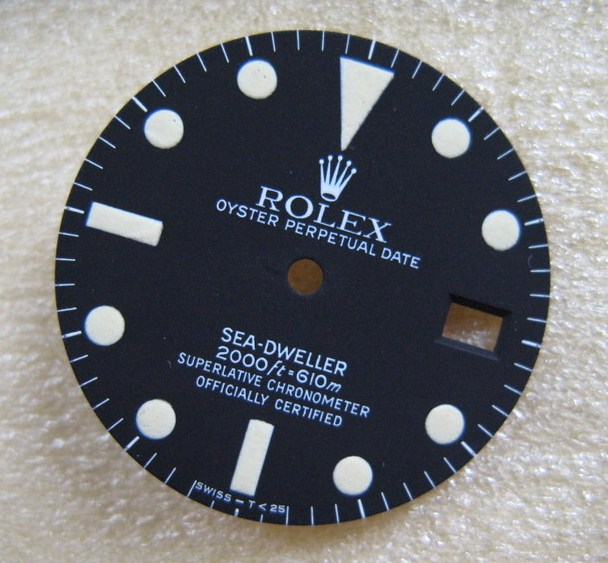 ROLEX
OYSTER PERPETUAL DATE
SEA-DWELLER
2000ft=610m
SUPERLATIVE CHRONOMETER
OFFICIALLY CERTIFIED
SWISS - T<25